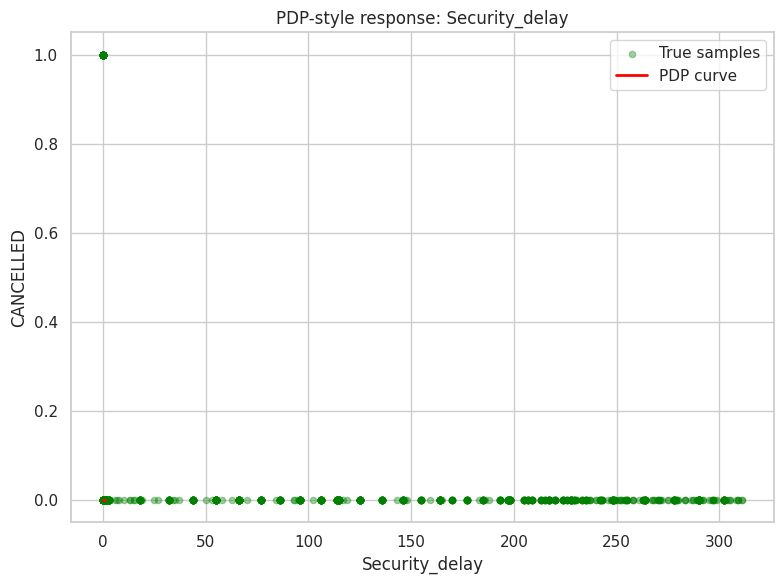 PDP-style response: Security_delay
True samples
PDP curve
CANCELLED
1.0
0.8
0.6
0.4
0.2
0.0
0 50 100 150 200 250 300
Security_delay